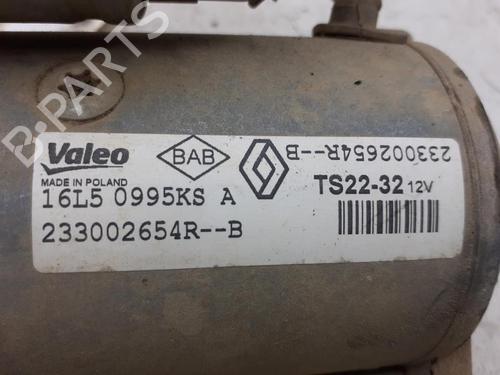 B-PARTS
Valeo
MADE IN POLAND
BAB
233002654R--B
16L5 0995KS A
TS22-32 12V
233002654R--B